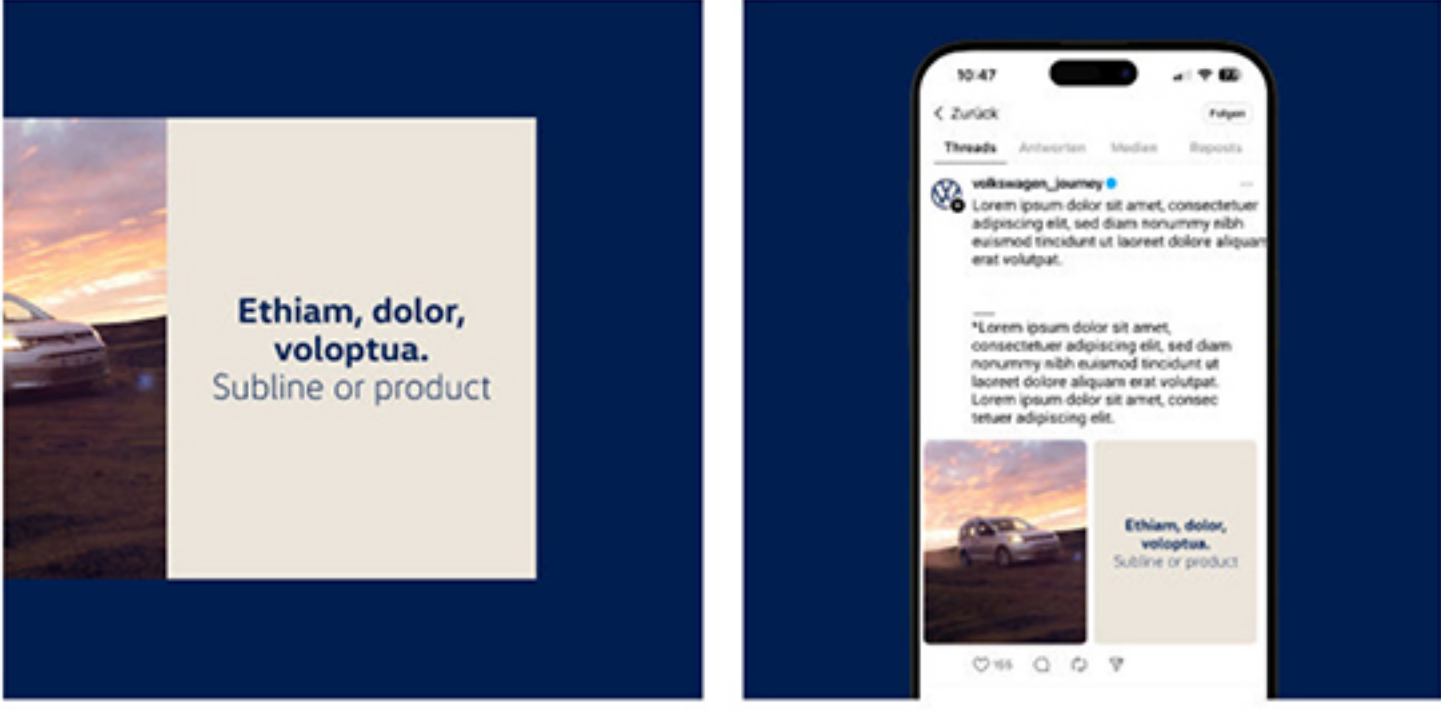 Ethiam, dolor,
voloptua.
Subline or product
10:47
Zurück
Folgen
Threads Antworten Medien Reposts
volkswagen_journey
Lorem ipsum dolor sit amet, consectetuer
adipiscing elit, sed diam nonummy nibh
euismod tincidunt ut laoreet dolore aliquam
erat volutpat.
*Lorem ipsum dolor sit amet,
consectetuer adipiscing elit, sed diam
nonummy nibh euismod tincidunt ut
laoreet dolore aliquam erat volutpat.
Lorem ipsum dolor sit amet, consec
tetuer adipiscing elit.
Ethiam, dolor,
voloptua.
Subline or product